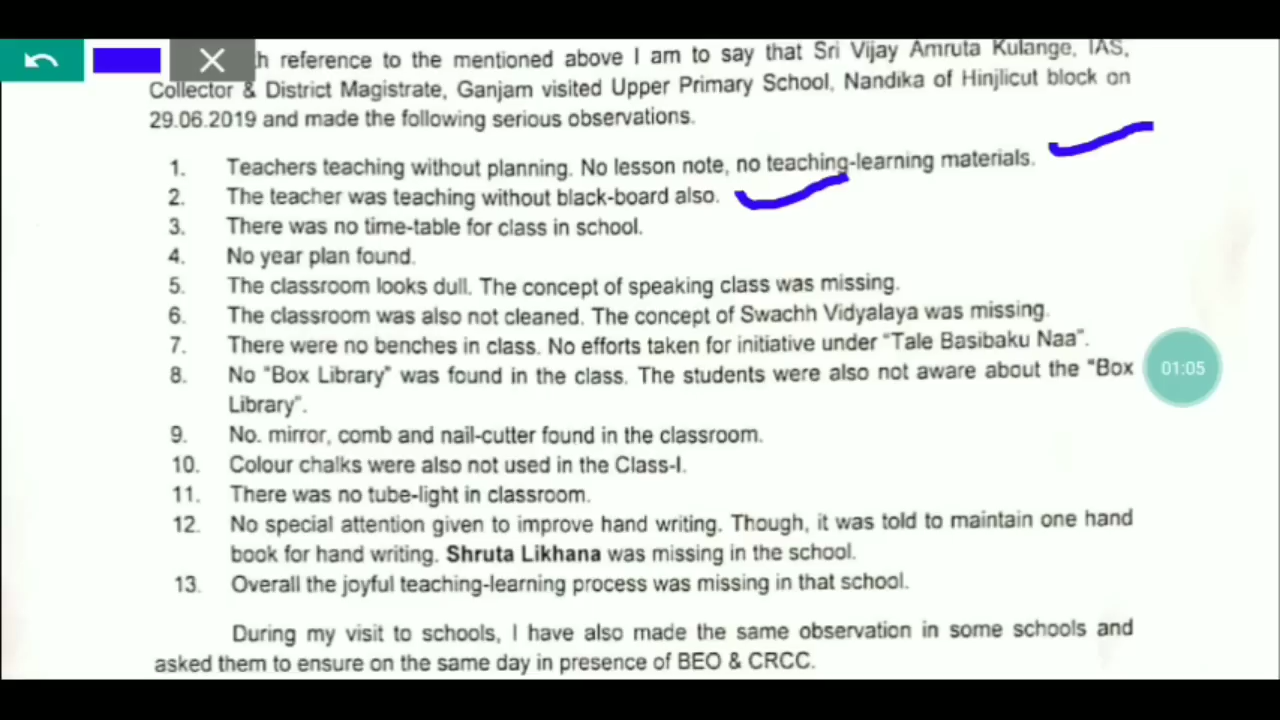 h reference to the mentioned above I am to say that Sri Vijay Amruta Kulange, IAS,
Collector & District Magistrate, Ganjam visited Upper Primary School, Nandika of Hinjlicut block on
29.06.2019 and made the following serious observations.
1. Teachers teaching without planning. No lesson note, no teaching-learning materials.
2. The teacher was teaching without black-board also.
3. There was no time-table for class in school.
4. No year plan found.
5. The classroom looks dull. The concept of speaking class was missing.
6. The classroom was also not cleaned. The concept of Swachh Vidyalaya was missing.
7. There were no benches in class. No efforts taken for initiative under "Tale Basibaku Naa".
8. No "Box Library" was found in the class. The students were also not aware about the "Box
Library".
01:05
9. No. mirror, comb and nail-cutter found in the classroom.
10. Colour chalks were also not used in the Class-I.
11. There was no tube-light in classroom.
12. No special attention given to improve hand writing. Though, it was told to maintain one hand
book for hand writing. Shruta Likhana was missing in the school.
13. Overall the joyful teaching-learning process was missing in that school.
During my visit to schools, I have also made the same observation in some schools and
asked them to ensure on the same day in presence of BEO & CRCC.